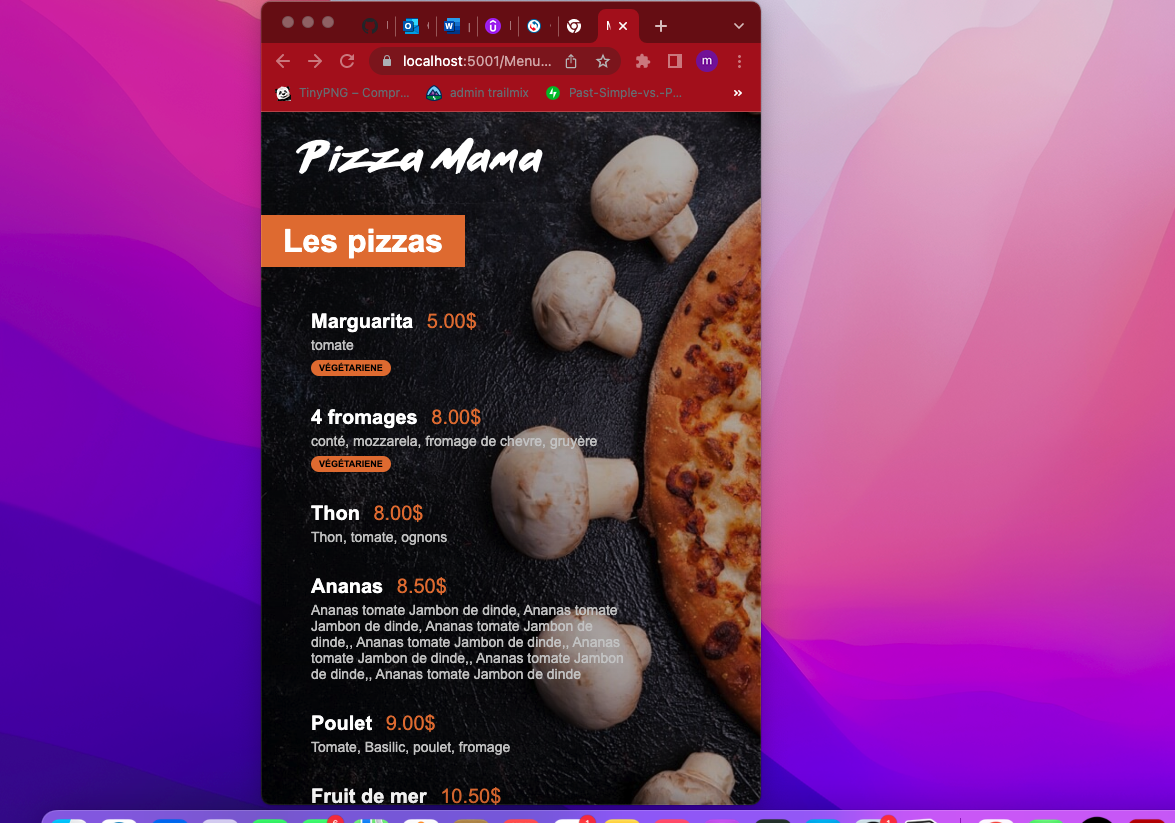 localhost:5001/Menu...
m
TinyPNG – Compr...
admin trailmix
Past-Simple-vs.-P...
»
Pizza Mama
Les pizzas
Marguarita 5.00$
tomate
VÉGÉTARIENE
4 fromages 8.00$
conté, mozzarela, fromage de chevre, gruyère
VÉGÉTARIENE
Thon 8.00$
Thon, tomate, ognons
Ananas 8.50$
Ananas tomate Jambon de dinde, Ananas tomate
Jambon de dinde, Ananas tomate Jambon de
dinde,, Ananas tomate Jambon de dinde,, Ananas
tomate Jambon de dinde,, Ananas tomate Jambon
de dinde,, Ananas tomate Jambon de dinde
Poulet 9.00$
Tomate, Basilic, poulet, fromage
Fruit de mer 10.50$